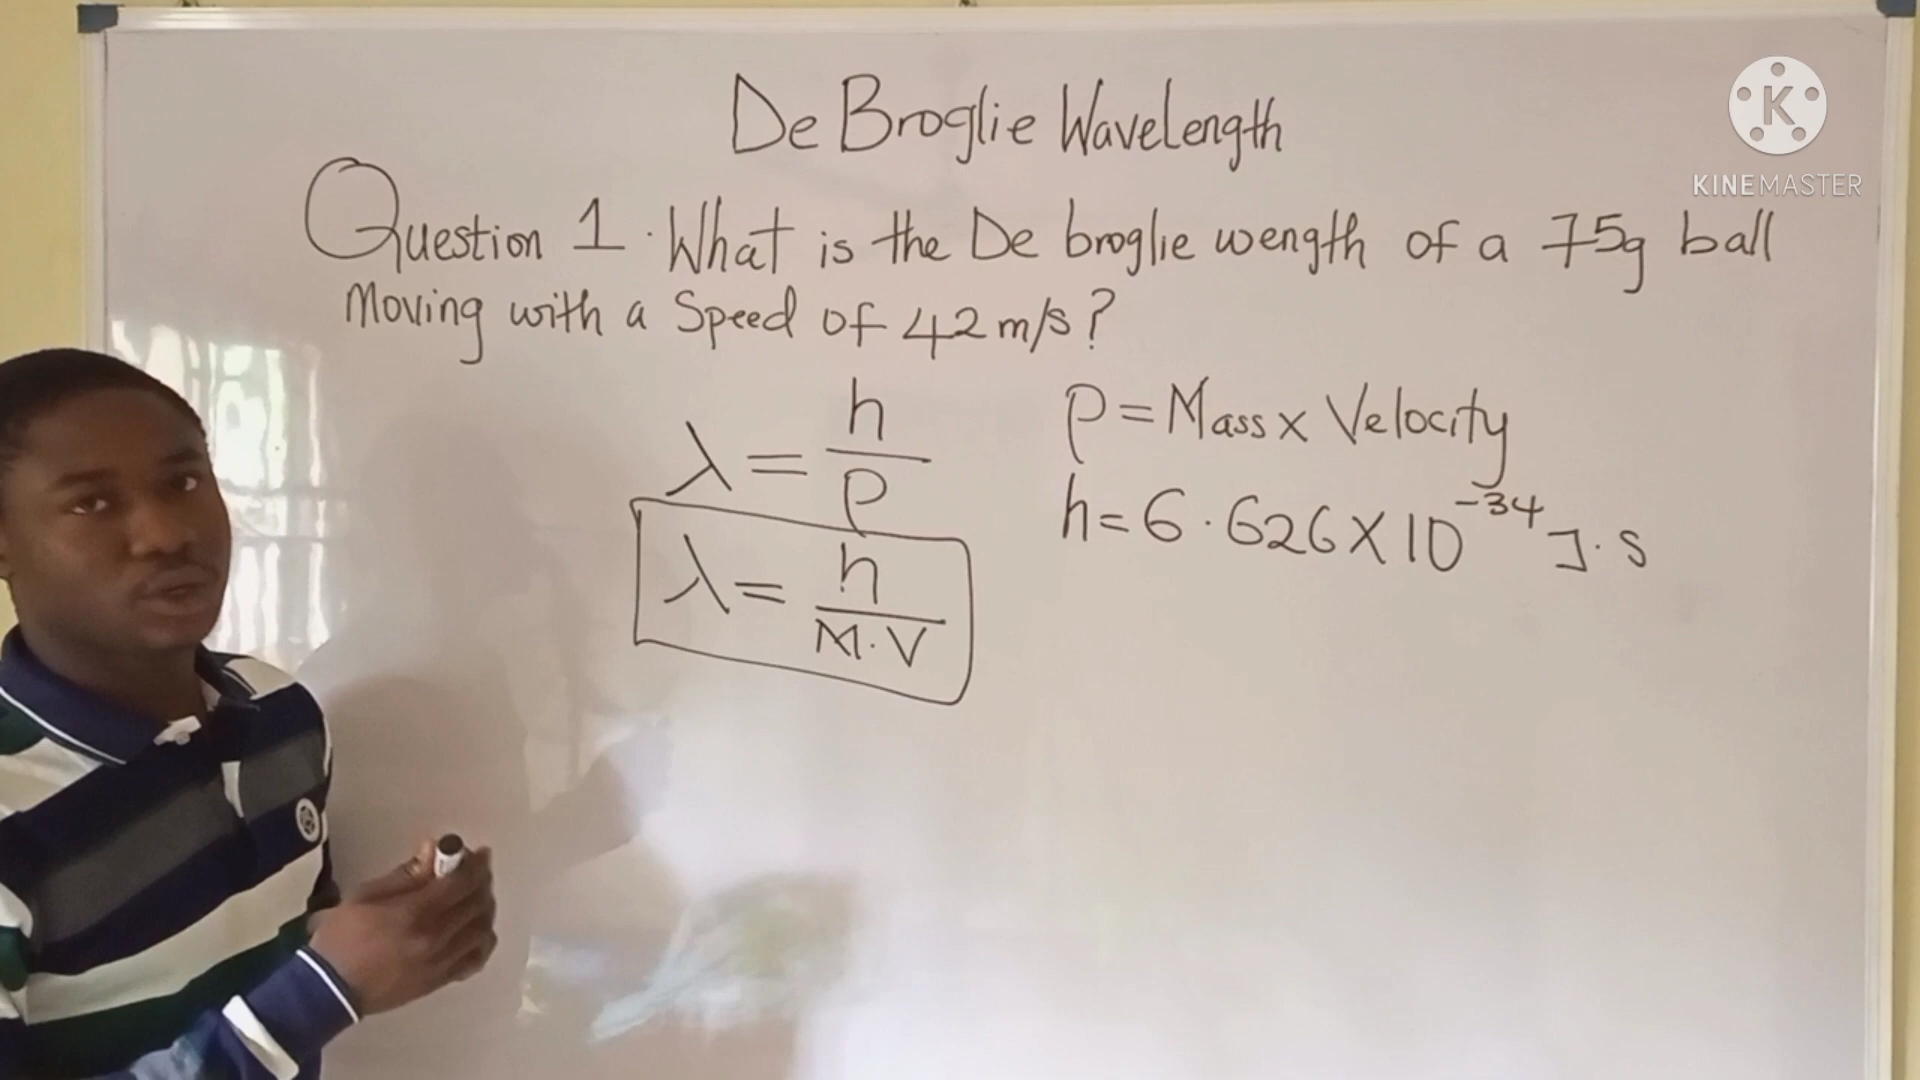 De Broglie Wavelength
K
KINEMASTER
Question 1. What is the De broglie wength of a 75g ball
Moving with a Speed of 42m/s?
λ = h/P
P = Mass x Velocity
h = 6.626 X 10⁻³⁴ J.s
λ = h/M.V